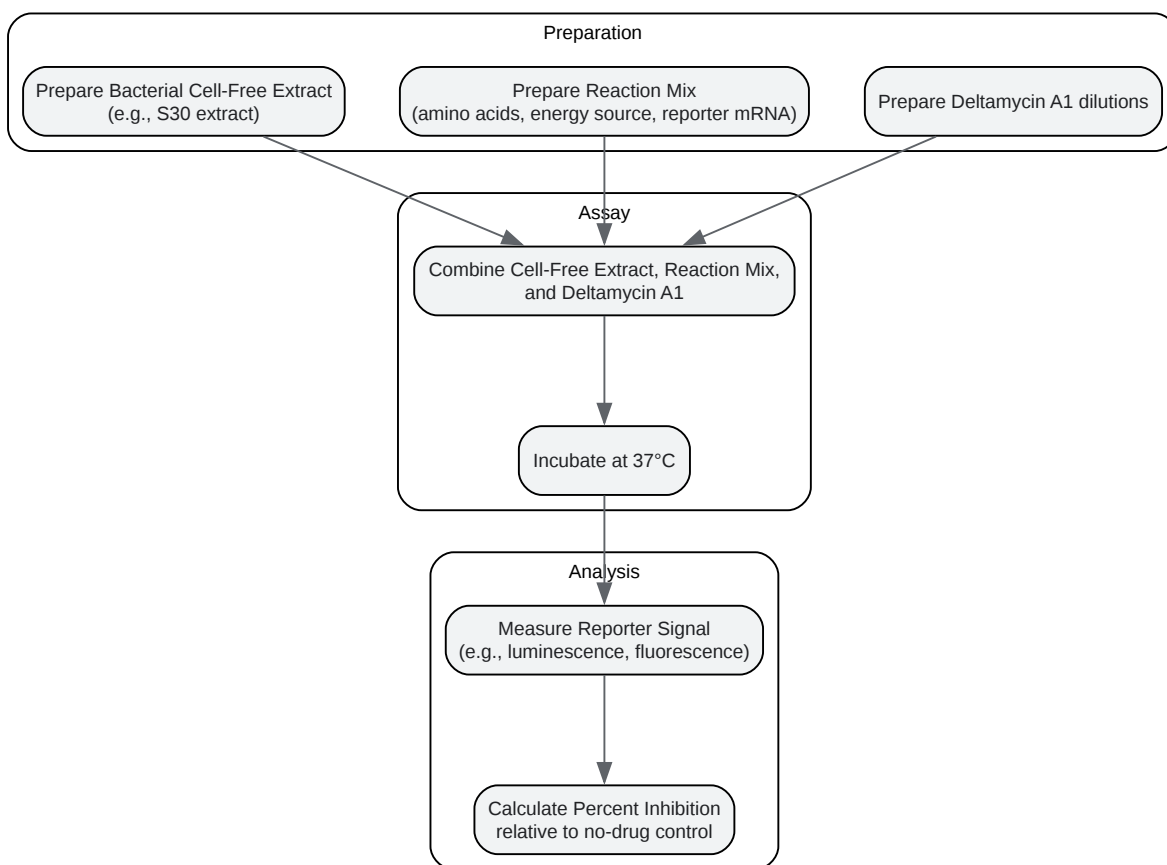 Preparation
Prepare Bacterial Cell-Free Extract
(e.g., S30 extract)
Prepare Reaction Mix
(amino acids, energy source, reporter mRNA)
Prepare Deltamycin A1 dilutions
Assay
Combine Cell-Free Extract, Reaction Mix,
and Deltamycin A1
Incubate at 37°C
Analysis
Measure Reporter Signal
(e.g., luminescence, fluorescence)
Calculate Percent Inhibition
relative to no-drug control